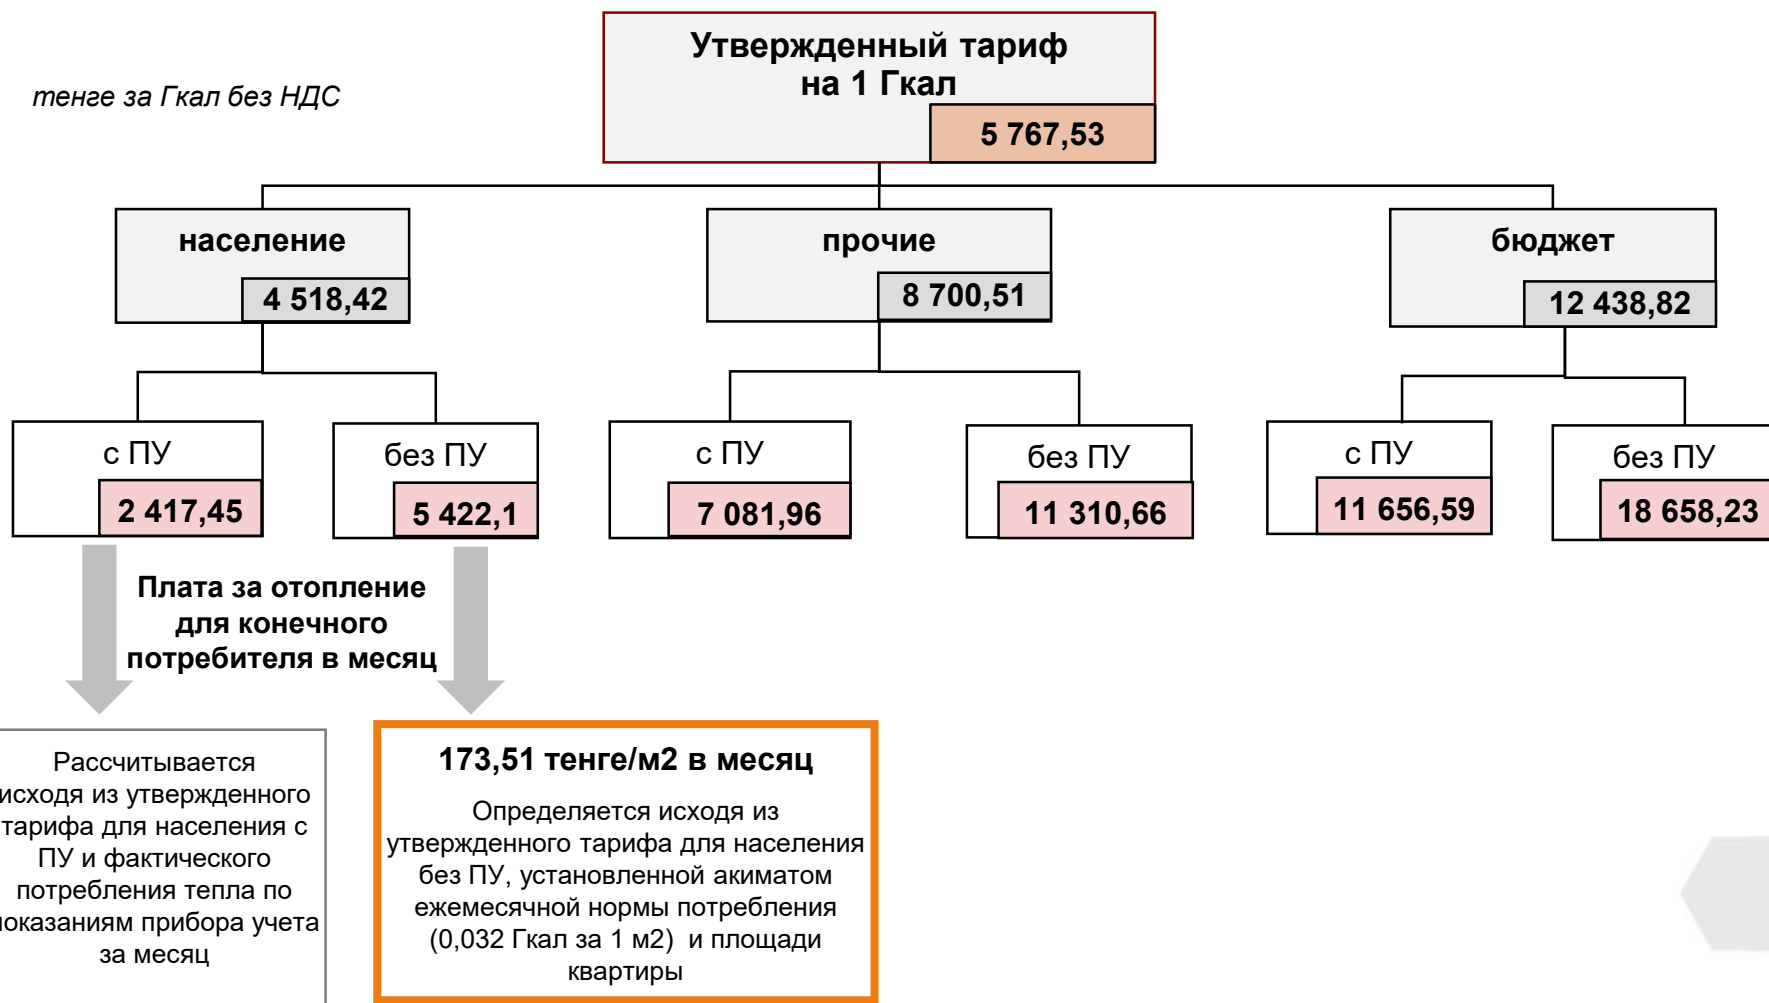 Утвержденный тариф
на 1 Гкал
5 767,53
тенге за Гкал без НДС
население
4 518,42
прочие
8 700,51
бюджет
12 438,82
с ПУ
2 417,45
без ПУ
5 422,1
с ПУ
7 081,96
без ПУ
11 310,66
с ПУ
11 656,59
без ПУ
18 658,23
Плата за отопление
для конечного
потребителя в месяц
Рассчитывается
исходя из утвержденного
тарифа для населения с
ПУ и фактического
потребления тепла по
показаниям прибора учета
за месяц
173,51 тенге/м2 в месяц
Определяется исходя из
утвержденного тарифа для населения
без ПУ, установленной акиматом
ежемесячной нормы потребления
(0,032 Гкал за 1 м2) и площади
квартиры